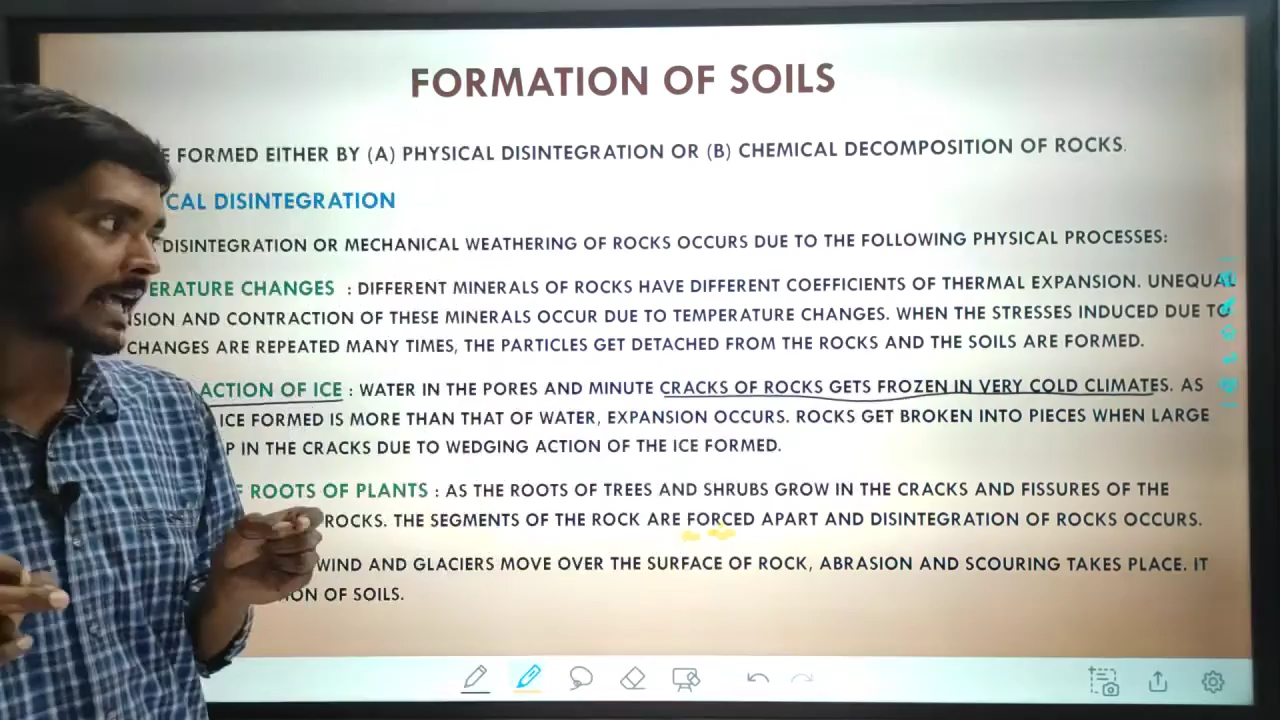 FORMATION OF SOILS
FORMED EITHER BY (A) PHYSICAL DISINTEGRATION OR (B) CHEMICAL DECOMPOSITION OF ROCKS.
CAL DISINTEGRATION
DISINTEGRATION OR MECHANICAL WEATHERING OF ROCKS OCCURS DUE TO THE FOLLOWING PHYSICAL PROCESSES:
ERATURE CHANGES : DIFFERENT MINERALS OF ROCKS HAVE DIFFERENT COEFFICIENTS OF THERMAL EXPANSION. UNEQUAL
SION AND CONTRACTION OF THESE MINERALS OCCUR DUE TO TEMPERATURE CHANGES. WHEN THE STRESSES INDUCED DUE TO
CHANGES ARE REPEATED MANY TIMES, THE PARTICLES GET DETACHED FROM THE ROCKS AND THE SOILS ARE FORMED.
ACTION OF ICE : WATER IN THE PORES AND MINUTE CRACKS OF ROCKS GETS FROZEN IN VERY COLD CLIMATES. AS
ICE FORMED IS MORE THAN THAT OF WATER, EXPANSION OCCURS. ROCKS GET BROKEN INTO PIECES WHEN LARGE
P IN THE CRACKS DUE TO WEDGING ACTION OF THE ICE FORMED.
F ROOTS OF PLANTS : AS THE ROOTS OF TREES AND SHRUBS GROW IN THE CRACKS AND FISSURES OF THE
ROCKS. THE SEGMENTS OF THE ROCK ARE FORCED APART AND DISINTEGRATION OF ROCKS OCCURS.
WIND AND GLACIERS MOVE OVER THE SURFACE OF ROCK, ABRASION AND SCOURING TAKES PLACE. IT
ION OF SOILS.